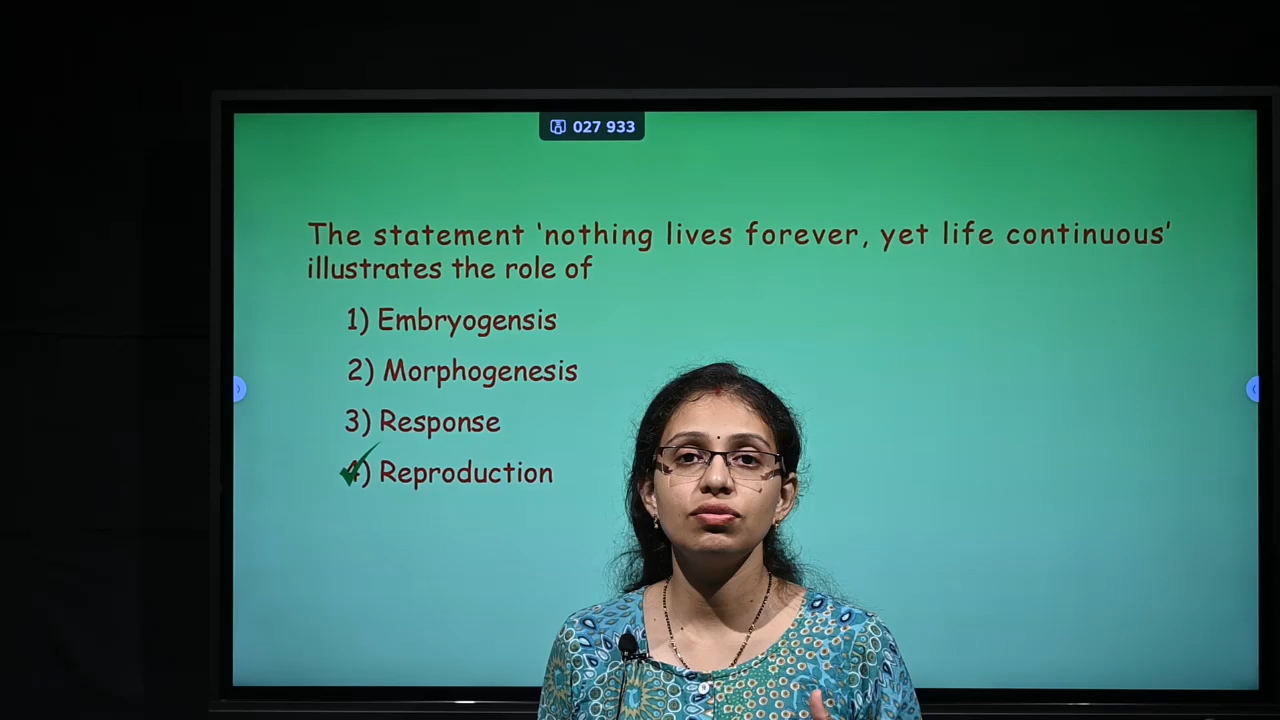 027 933
The statement ‘nothing lives forever, yet life continuous’
illustrates the role of
1) Embryogensis
2) Morphogenesis
3) Response
4) Reproduction